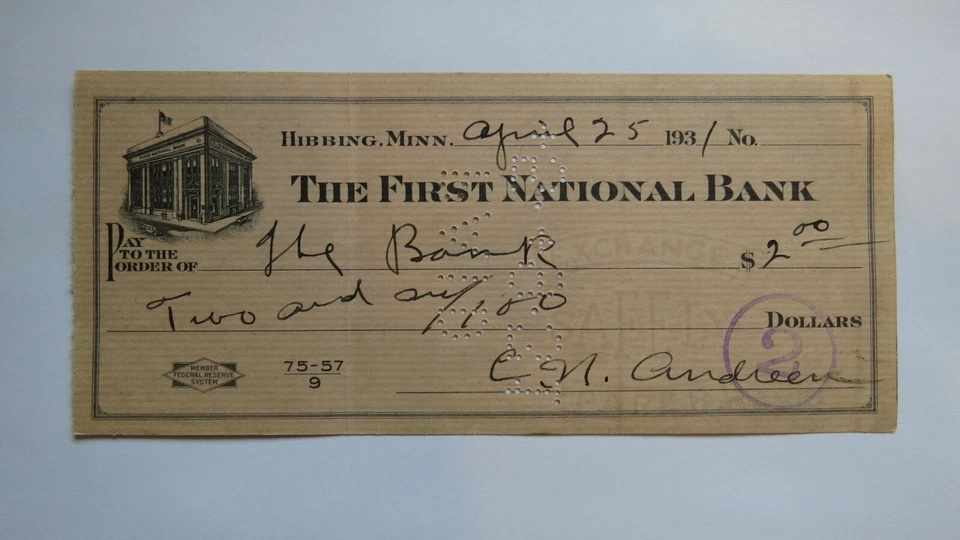 HIBBING, MINN. April 25 1931 No.
THE FIRST NATIONAL BANK
PAY TO THE ORDER OF The Bank $2.00
Two and no/100 DOLLARS
MEMBER
FEDERAL RESERVE
SYSTEM
75-57
9
C.N. Andreen
2